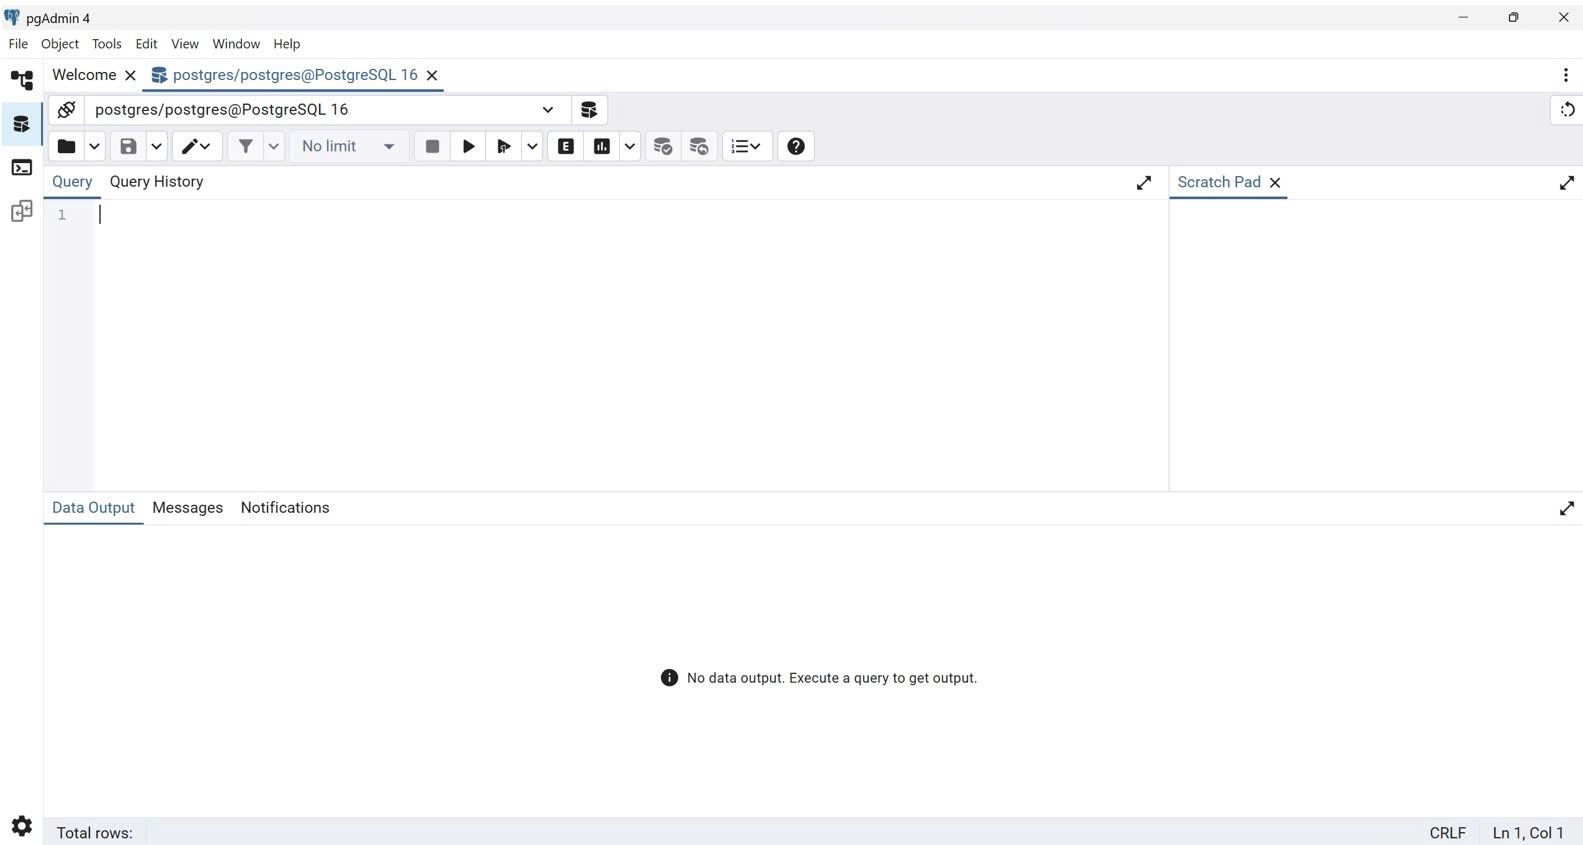 pgAdmin 4
File Object Tools Edit View Window Help
Welcome postgres/postgres@PostgreSQL 16
postgres/postgres@PostgreSQL 16
No limit E
Query Query History Scratch Pad
1
Data Output Messages Notifications
No data output. Execute a query to get output.
Total rows: CRLF Ln 1, Col 1